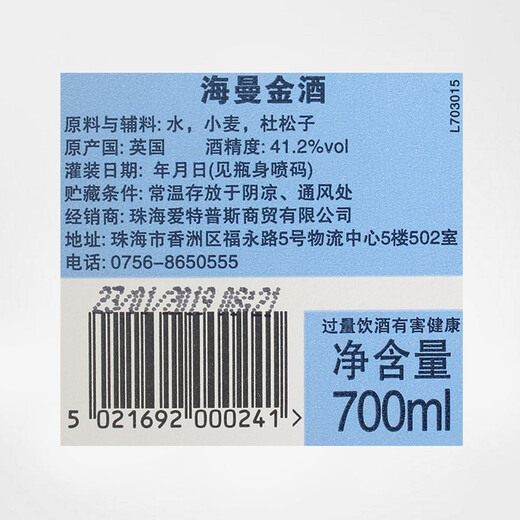 海曼金酒
原料与辅料: 水，小麦，杜松子
原产国: 英国 酒精度: 41.2%vol
灌装日期: 年月日(见瓶身喷码)
贮藏条件: 常温存放于阴凉、通风处
经销商: 珠海爱特普斯商贸有限公司
地址: 珠海市香洲区福永路5号物流中心5楼502室
电话: 0756-8650555
L703015
23/01/2019
过量饮酒有害健康
净含量
700ml
5 021692 000241 >